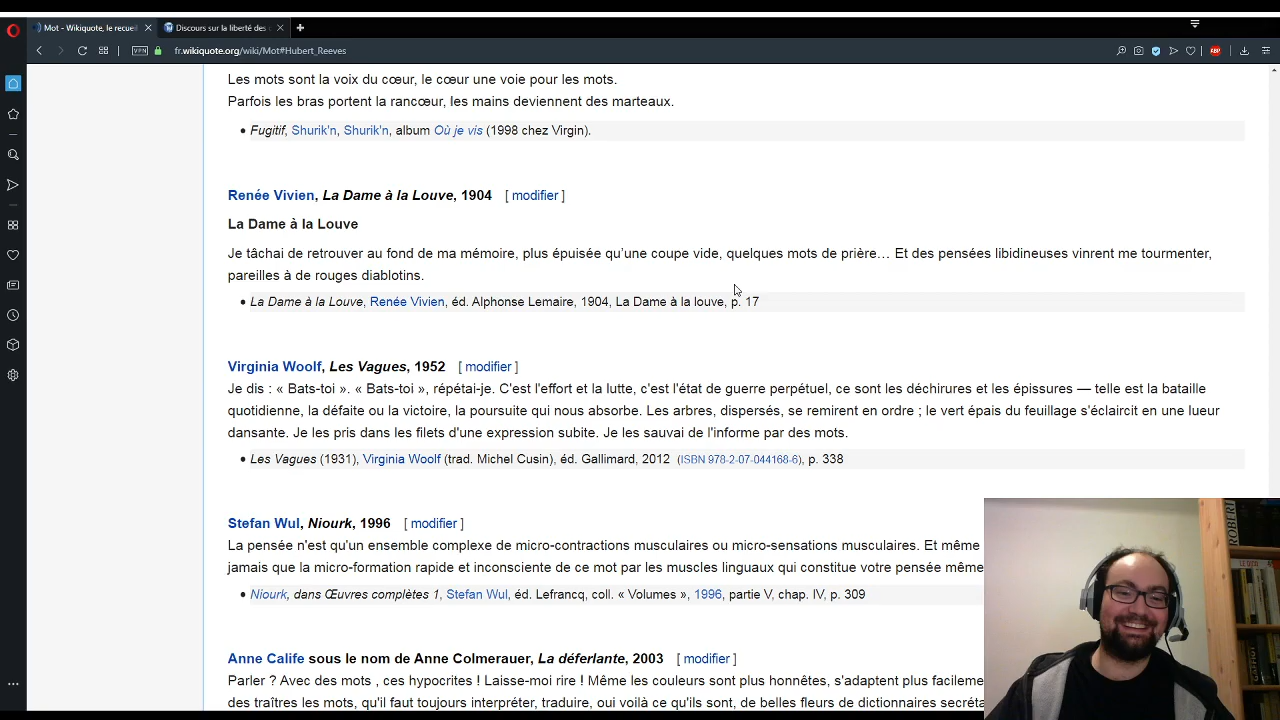 Mot - Wikiquote, le recueil
Discours sur la liberté des
VPN
fr.wikiquote.org/wiki/Mot#Hubert_Reeves
ABP
Les mots sont la voix du cœur, le cœur une voie pour les mots.
Parfois les bras portent la rancœur, les mains deviennent des marteaux.
• Fugitif, Shurik'n, Shurik'n, album Où je vis (1998 chez Virgin).
Renée Vivien, La Dame à la Louve, 1904 [ modifier ]
La Dame à la Louve
Je tâchai de retrouver au fond de ma mémoire, plus épuisée qu'une coupe vide, quelques mots de prière… Et des pensées libidineuses vinrent me tourmenter,
pareilles à de rouges diablotins.
• La Dame à la Louve, Renée Vivien, éd. Alphonse Lemaire, 1904, La Dame à la louve, p. 17
Virginia Woolf, Les Vagues, 1952 [ modifier ]
Je dis : « Bats-toi ». « Bats-toi », répétai-je. C'est l'effort et la lutte, c'est l'état de guerre perpétuel, ce sont les déchirures et les épissures — telle est la bataille
quotidienne, la défaite ou la victoire, la poursuite qui nous absorbe. Les arbres, dispersés, se remirent en ordre ; le vert épais du feuillage s'éclaircit en une lueur
dansante. Je les pris dans les filets d'une expression subite. Je les sauvai de l'informe par des mots.
• Les Vagues (1931), Virginia Woolf (trad. Michel Cusin), éd. Gallimard, 2012 (ISBN 978-2-07-044168-6), p. 338
Stefan Wul, Niourk, 1996 [ modifier ]
La pensée n'est qu'un ensemble complexe de micro-contractions musculaires ou micro-sensations musculaires. Et même
jamais que la micro-formation rapide et inconsciente de ce mot par les muscles linguaux qui constitue votre pensée même
• Niourk, dans Œuvres complètes 1, Stefan Wul, éd. Lefrancq, coll. « Volumes », 1996, partie V, chap. IV, p. 309
Anne Calife sous le nom de Anne Colmerauer, La déferlante, 2003 [ modifier ]
Parler ? Avec des mots , ces hypocrites ! Laisse-moi rire ! Même les couleurs sont plus honnêtes, s'adaptent plus facileme
des traîtres les mots, qu'il faut toujours interpréter, traduire, oui voilà ce qu'ils sont, de belles fleurs de dictionnaires secréta
ROBERT